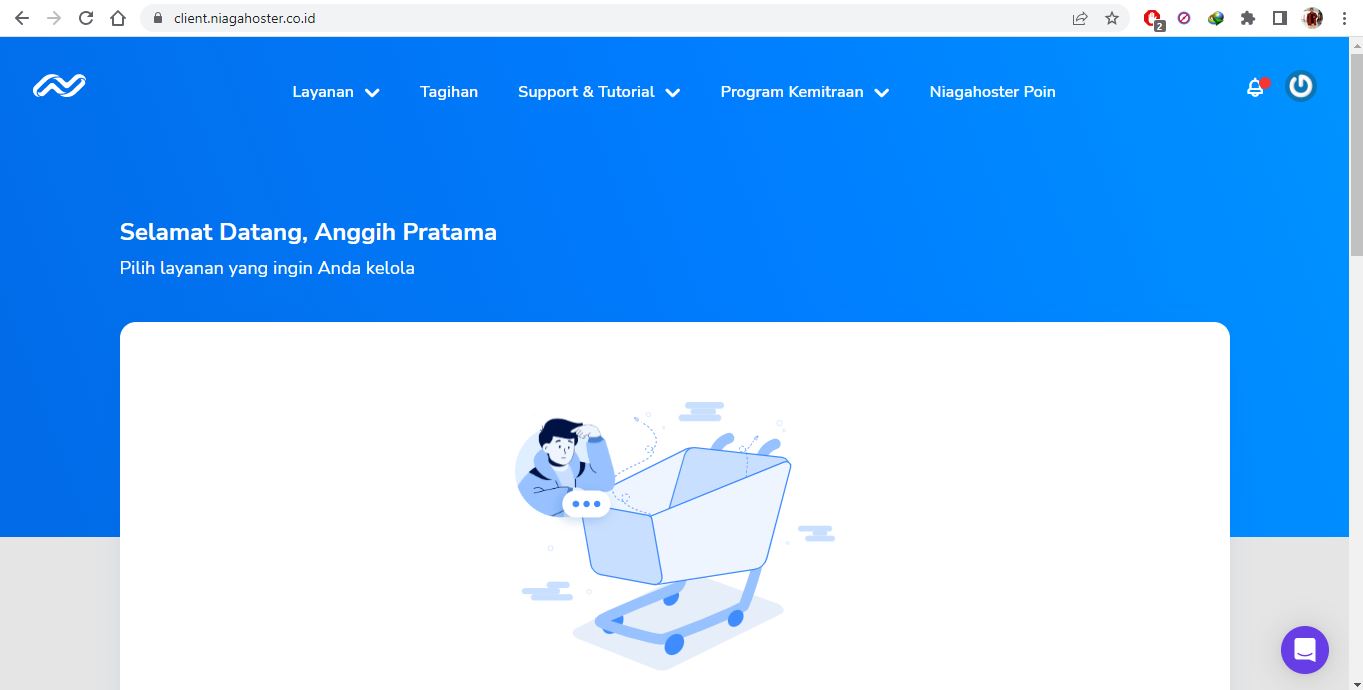 client.niagahoster.co.id
2
Layanan
Tagihan
Support & Tutorial
Program Kemitraan
Niagahoster Poin
Selamat Datang, Anggih Pratama
Pilih layanan yang ingin Anda kelola